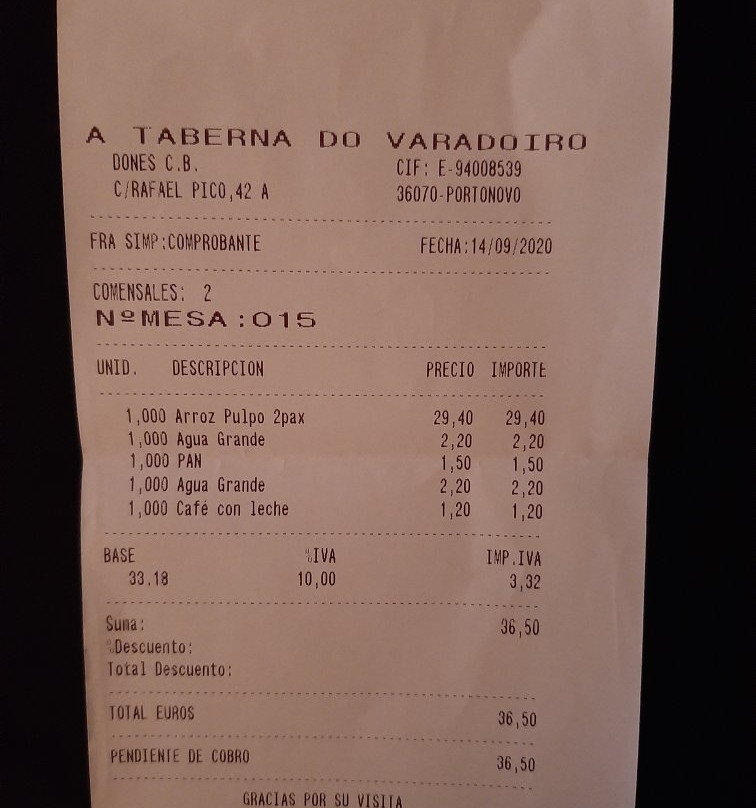 A TABERNA DO VARADOIRO
DONES C.B. CIF: E-94008539
C/RAFAEL PICO,42 A 36070-PORTONOVO
FRA SIMP:COMPROBANTE FECHA:14/09/2020
COMENSALES: 2
NºMESA:015
UNID. DESCRIPCION PRECIO IMPORTE
1,000 Arroz Pulpo 2pax 29,40 29,40
1,000 Agua Grande 2,20 2,20
1,000 PAN 1,50 1,50
1,000 Agua Grande 2,20 2,20
1,000 Café con leche 1,20 1,20
BASE %IVA IMP.IVA
33,18 10,00 3,32
Suma: 36,50
%Descuento:
Total Descuento:
TOTAL EUROS 36,50
PENDIENTE DE COBRO 36,50
GRACIAS POR SU VISITA